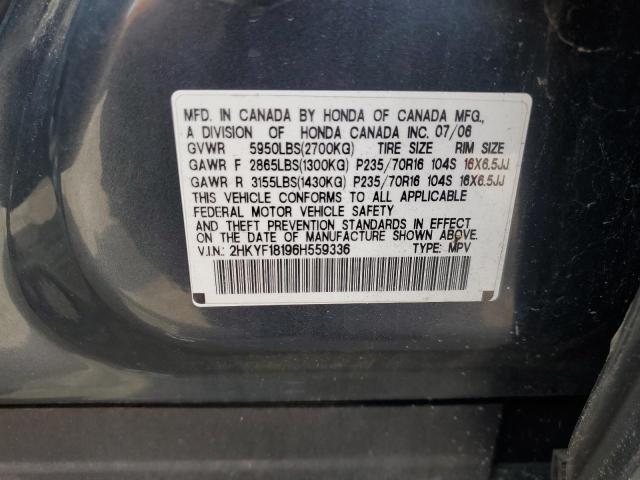 MFD. IN CANADA BY HONDA OF CANADA MFG.,
A DIVISION OF HONDA CANADA INC. 07/06
GVWR 5950LBS(2700KG) TIRE SIZE RIM SIZE
GAWR F 2865LBS(1300KG) P235/70R16 104S 16X6.5JJ
GAWR R 3155LBS(1430KG) P235/70R16 104S 16X6.5JJ
THIS VEHICLE CONFORMS TO ALL APPLICABLE
FEDERAL MOTOR VEHICLE SAFETY
AND THEFT PREVENTION STANDARDS IN EFFECT
ON THE DATE OF MANUFACTURE SHOWN ABOVE.
V.I.N.: 2HKYF18196H559336 TYPE: MPV